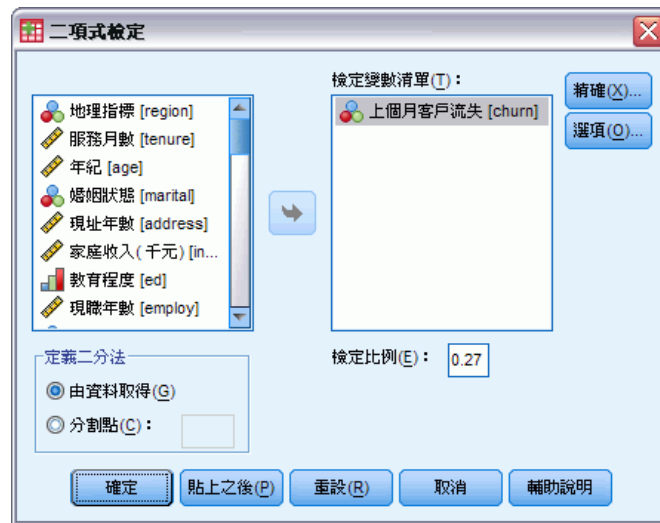 二項式檢定
地理指標 [region]
服務月數 [tenure]
年紀 [age]
婚姻狀態 [marital]
現址年數 [address]
家庭收入(千元) [in...
教育程度 [ed]
現職年數 [employ]
檢定變數清單(T)：
上個月客戶流失 [churn]
精確(X)...
選項(O)...
定義二分法
由資料取得(G)
分割點(C)：
檢定比例(E)： 0.27
確定 貼上之後(P) 重設(R) 取消 輔助說明